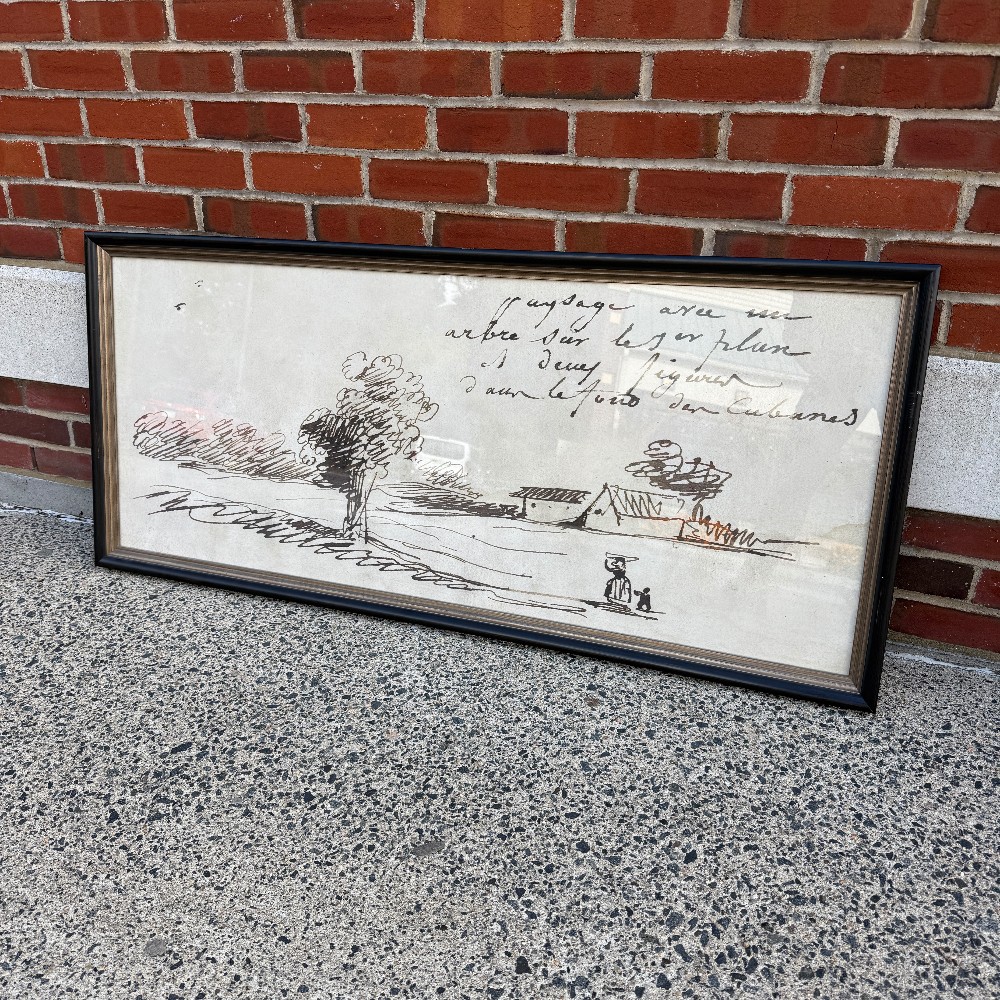 paysage avec un
arbre sur le 1er plan
et deux figures
dans le fond des Cabanes